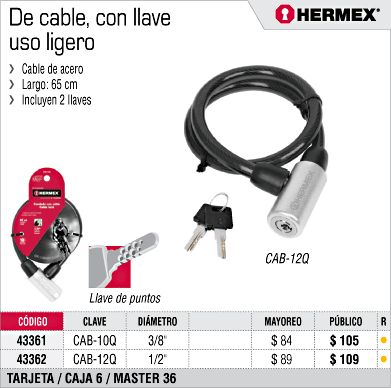 De cable, con llave
uso ligero
HERMEX®
› Cable de acero
› Largo: 65 cm
› Incluyen 2 llaves
HERMEX
CAB-12Q
Llave de puntos
CÓDIGO CLAVE DIÁMETRO MAYOREO PÚBLICO R
43361 CAB-10Q 3/8" $ 84 $ 105
43362 CAB-12Q 1/2" $ 89 $ 109
TARJETA / CAJA 6 / MASTER 36